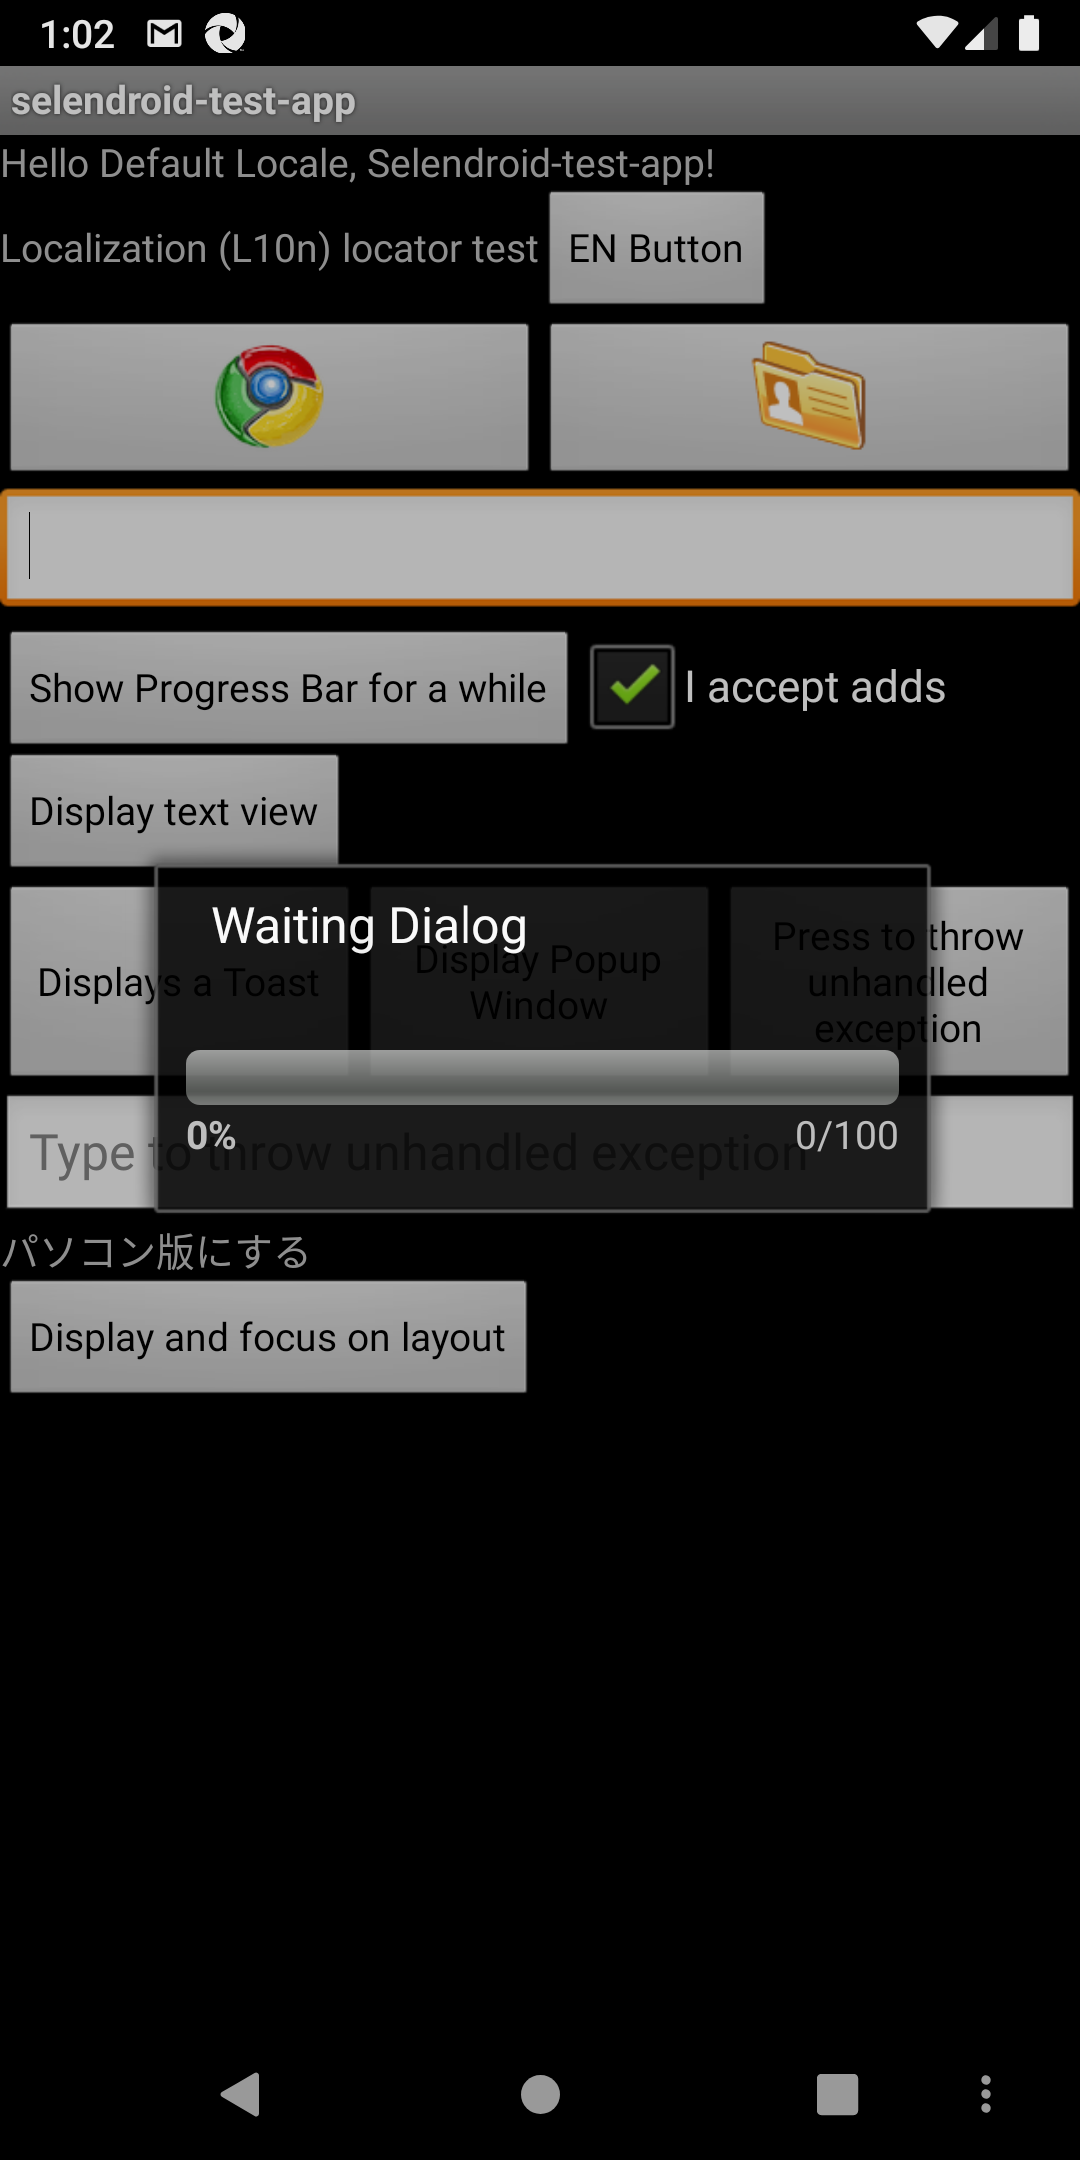 1:02
selendroid-test-app
Hello Default Locale, Selendroid-test-app!
Localization (L10n) locator test
EN Button
Show Progress Bar for a while
I accept adds
Display text view
Waiting Dialog
Displays a Toast
Display Popup
Window
Press to throw
unhandled
exception
0%
0/100
Type to throw unhandled exception
パソコン版にする
Display and focus on layout